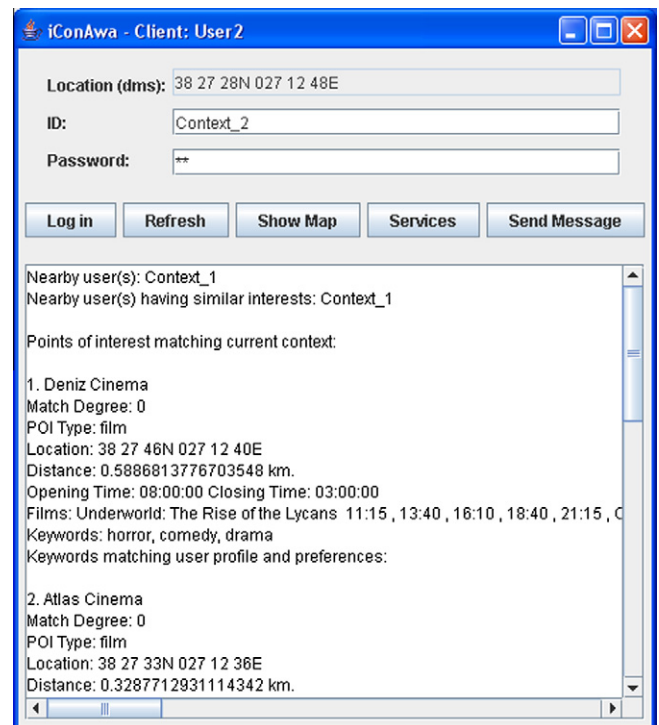 iConAwa - Client: User2
Location (dms): 38 27 28N 027 12 48E
ID: Context_2
Password: **
Log in Refresh Show Map Services Send Message
Nearby user(s): Context_1
Nearby user(s) having similar interests: Context_1
Points of interest matching current context:
1. Deniz Cinema
Match Degree: 0
POI Type: film
Location: 38 27 46N 027 12 40E
Distance: 0.5886813776703548 km.
Opening Time: 08:00:00 Closing Time: 03:00:00
Films: Underworld: The Rise of the Lycans 11:15 , 13:40 , 16:10 , 18:40 , 21:15 ,
Keywords: horror, comedy, drama
Keywords matching user profile and preferences:
2. Atlas Cinema
Match Degree: 0
POI Type: film
Location: 38 27 33N 027 12 36E
Distance: 0.3287712931114342 km.